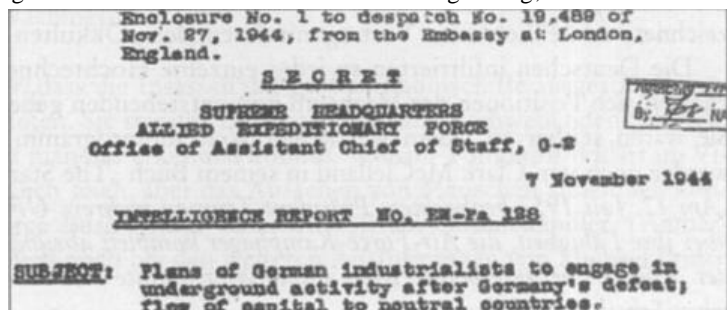 Enclosure No. 1 to despatch No. 19,489 of
Nov. 27, 1944, from the Embassy at London,
England.
SECRET
SUPREME HEADQUARTERS
ALLIED EXPEDITIONARY FORCE
Office of Assistant Chief of Staff, G-2
By
NA
7 November 1944
INTELLIGENCE REPORT NO. EW-Pa 128
SUBJECT: Plans of German industrialists to engage in
underground activity after Germany's defeat;
flow of capital to neutral countries.